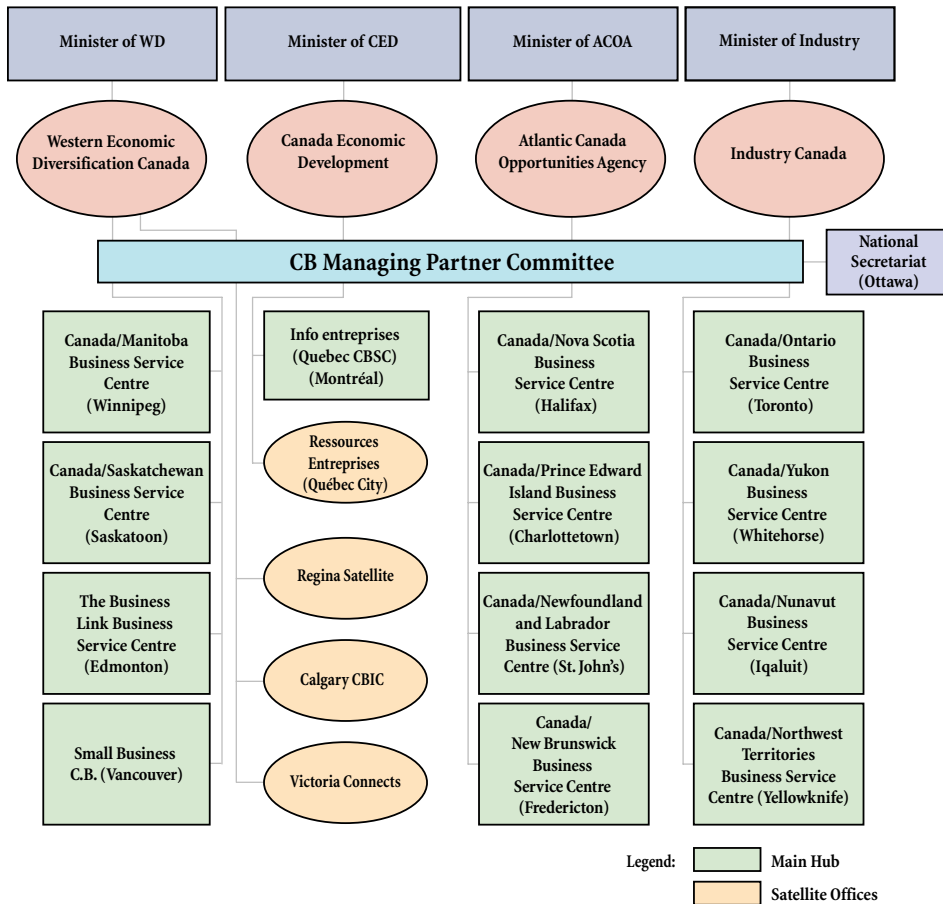 Minister of WD
Minister of CED
Minister of ACOA
Minister of Industry
Western Economic
Diversification Canada
Canada Economic
Development
Atlantic Canada
Opportunities Agency
Industry Canada
CB Managing Partner Committee
National
Secretariat
(Ottawa)
Canada/Manitoba
Business Service
Centre
(Winnipeg)
Canada/Saskatchewan
Business Service
Centre
(Saskatoon)
The Business
Link Business
Service Centre
(Edmonton)
Small Business
C.B. (Vancouver)
Info entreprises
(Quebec CBSC)
(Montréal)
Ressources
Entreprises
(Québec City)
Regina Satellite
Calgary CBIC
Victoria Connects
Canada/Nova Scotia
Business
Service Centre
(Halifax)
Canada/Prince Edward
Island Business
Service Centre
(Charlottetown)
Canada/Newfoundland
and Labrador
Business Service
Centre (St. John's)
Canada/
New Brunswick
Business
Service Centre
(Fredericton)
Canada/Ontario
Business
Service Centre
(Toronto)
Canada/Yukon
Business
Service Centre
(Whitehorse)
Canada/Nunavut
Business
Service Centre
(Iqaluit)
Canada/Northwest
Territories
Business Service
Centre (Yellowknife)
Legend:
Main Hub
Satellite Offices